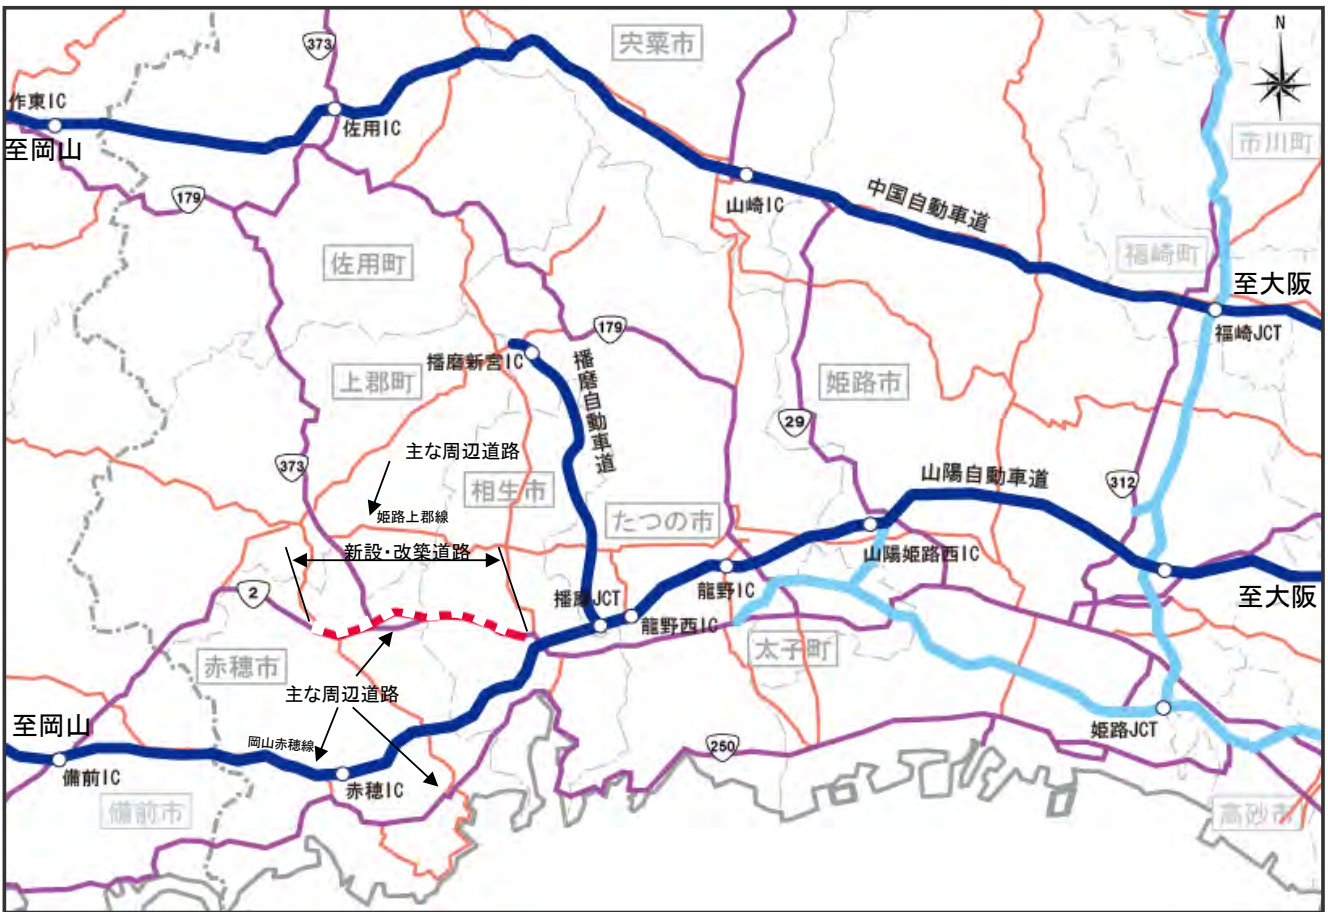 N
373
宍粟市
作東IC
佐用IC
市川町
至岡山
179
山崎IC
中国自動車道
佐用町
福崎町
至大阪
179
福崎JCT
播磨新宮IC
播磨自動車道
上郡町
姫路市
29
373
主な周辺道路
相生市
山陽自動車道
312
姫路上郡線
たつの市
新設・改築道路
山陽姫路西IC
龍野IC
2
播磨JCT
至大阪
龍野西IC
太子町
赤穂市
主な周辺道路
至岡山
岡山赤穂線
250
姫路JCT
備前IC
赤穂IC
備前市
高砂市